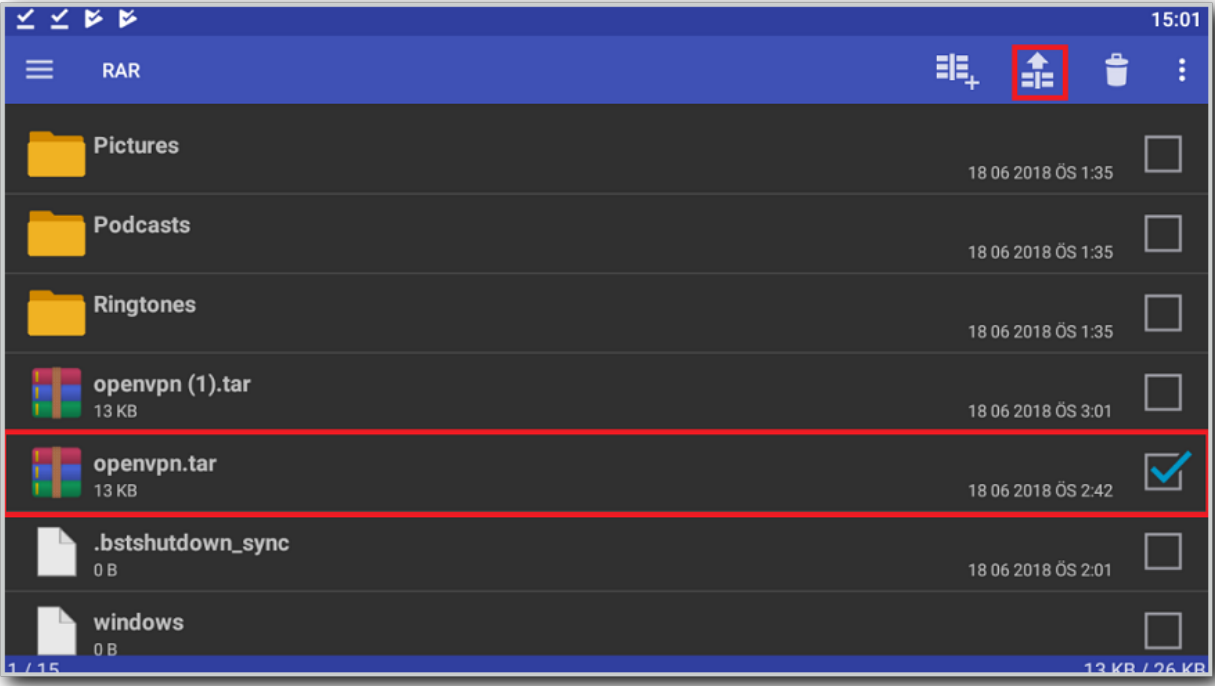 15:01
RAR
Pictures
18 06 2018 ÖS 1:35
Podcasts
18 06 2018 ÖS 1:35
Ringtones
18 06 2018 ÖS 1:35
openvpn (1).tar
13 KB
18 06 2018 ÖS 3:01
openvpn.tar
13 KB
18 06 2018 ÖS 2:42
.bstshutdown_sync
0 B
18 06 2018 ÖS 2:01
windows
0 B
1 / 15
13 KB / 26 KB